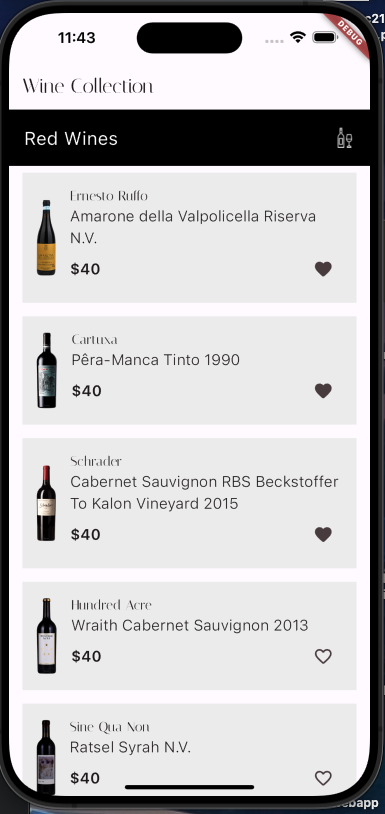 c21
11:43
DEBUG
Wine Collection
Red Wines
Ernesto Ruffo
Amarone della Valpolicella Riserva
N.V.
$40
Cartuxa
Pêra-Manca Tinto 1990
$40
Schrader
Cabernet Sauvignon RBS Beckstoffer
To Kalon Vineyard 2015
$40
Hundred Acre
Wraith Cabernet Sauvignon 2013
$40
Sine Qua Non
Ratsel Syrah N.V.
$40
ebapp